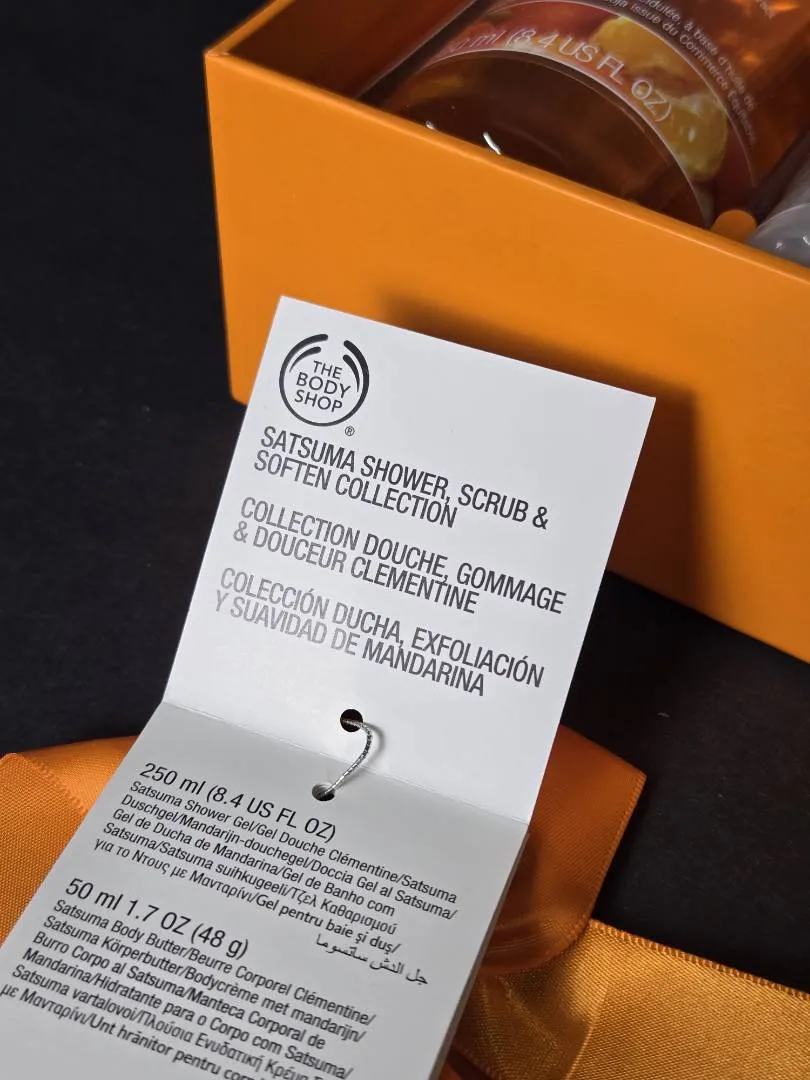 ml (8.4 US FL OZ)
THE
BODY
SHOP
®
SATSUMA SHOWER, SCRUB &
SOFTEN COLLECTION
COLLECTION DOUCHE, GOMMAGE
& DOUCEUR CLEMENTINE
COLECCIÓN DUCHA, EXFOLIACIÓN
Y SUAVIDAD DE MANDARINA
250 ml (8.4 US FL OZ)
Satsuma Shower Gel/Gel Douche Clémentine/Satsuma
Duschgel/Mandarijn-douchegel/Doccia Gel al Satsuma/
Gel de Ducha de Mandarina/Gel de Banho com
Satsuma/Satsuma suihkugeeli/Τζελ Καθαρισμού
για το Ντους με Μανταρίνι/Gel pentru baie şi duş/
جل الدش ساتسوما
50 ml 1.7 OZ (48 g)
Satsuma Body Butter/Beurre Corporel Clémentine/
Satsuma Körperbutter/Bodycrème met mandarijn/
Burro Corpo al Satsuma/Manteca Corporal de
Mandarina/Hidratante para o Corpo com Satsuma/
Satsuma vartalovoi/Πλούσια Ενυδατική Κρέμα
με Μανταρίνι/Unt hrănitor pentru